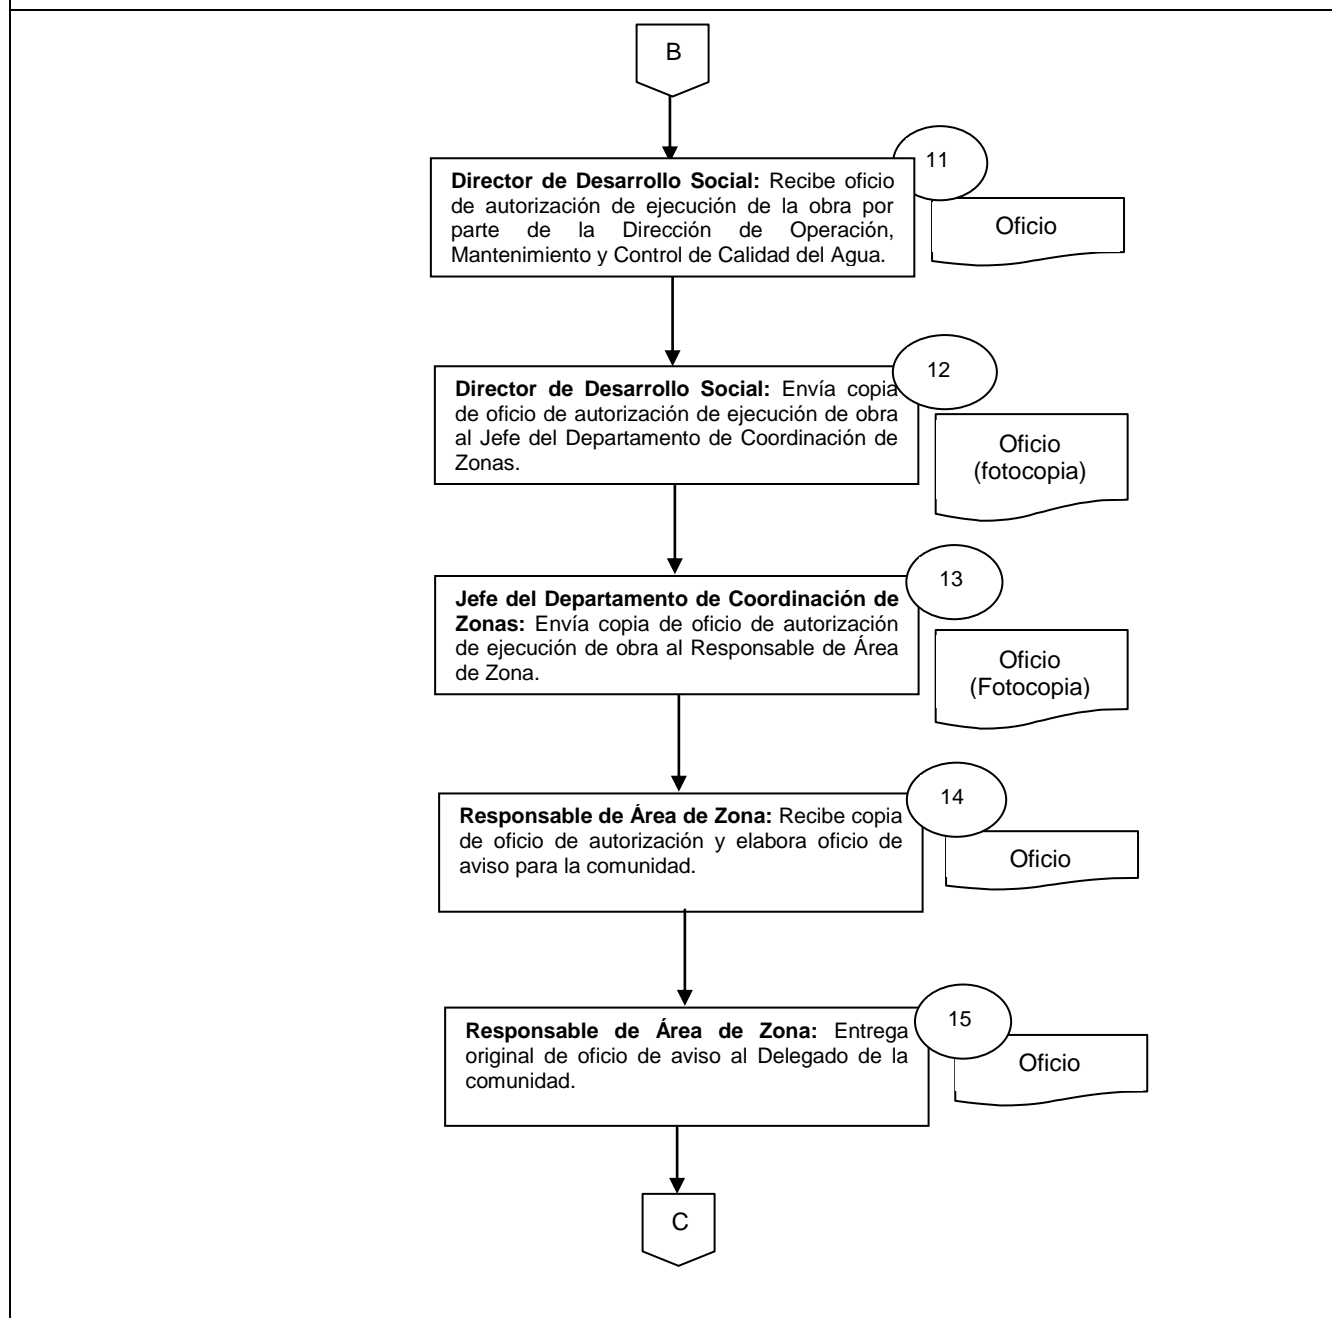 B
11
Director de Desarrollo Social: Recibe oficio
de autorización de ejecución de la obra por
parte de la Dirección de Operación,
Mantenimiento y Control de Calidad del Agua.
Oficio
12
Director de Desarrollo Social: Envía copia
de oficio de autorización de ejecución de obra
al Jefe del Departamento de Coordinación de
Zonas.
Oficio
(fotocopia)
13
Jefe del Departamento de Coordinación de
Zonas: Envía copia de oficio de autorización
de ejecución de obra al Responsable de Área
de Zona.
Oficio
(Fotocopia)
14
Responsable de Área de Zona: Recibe copia
de oficio de autorización y elabora oficio de
aviso para la comunidad.
Oficio
15
Responsable de Área de Zona: Entrega
original de oficio de aviso al Delegado de la
comunidad.
Oficio
C